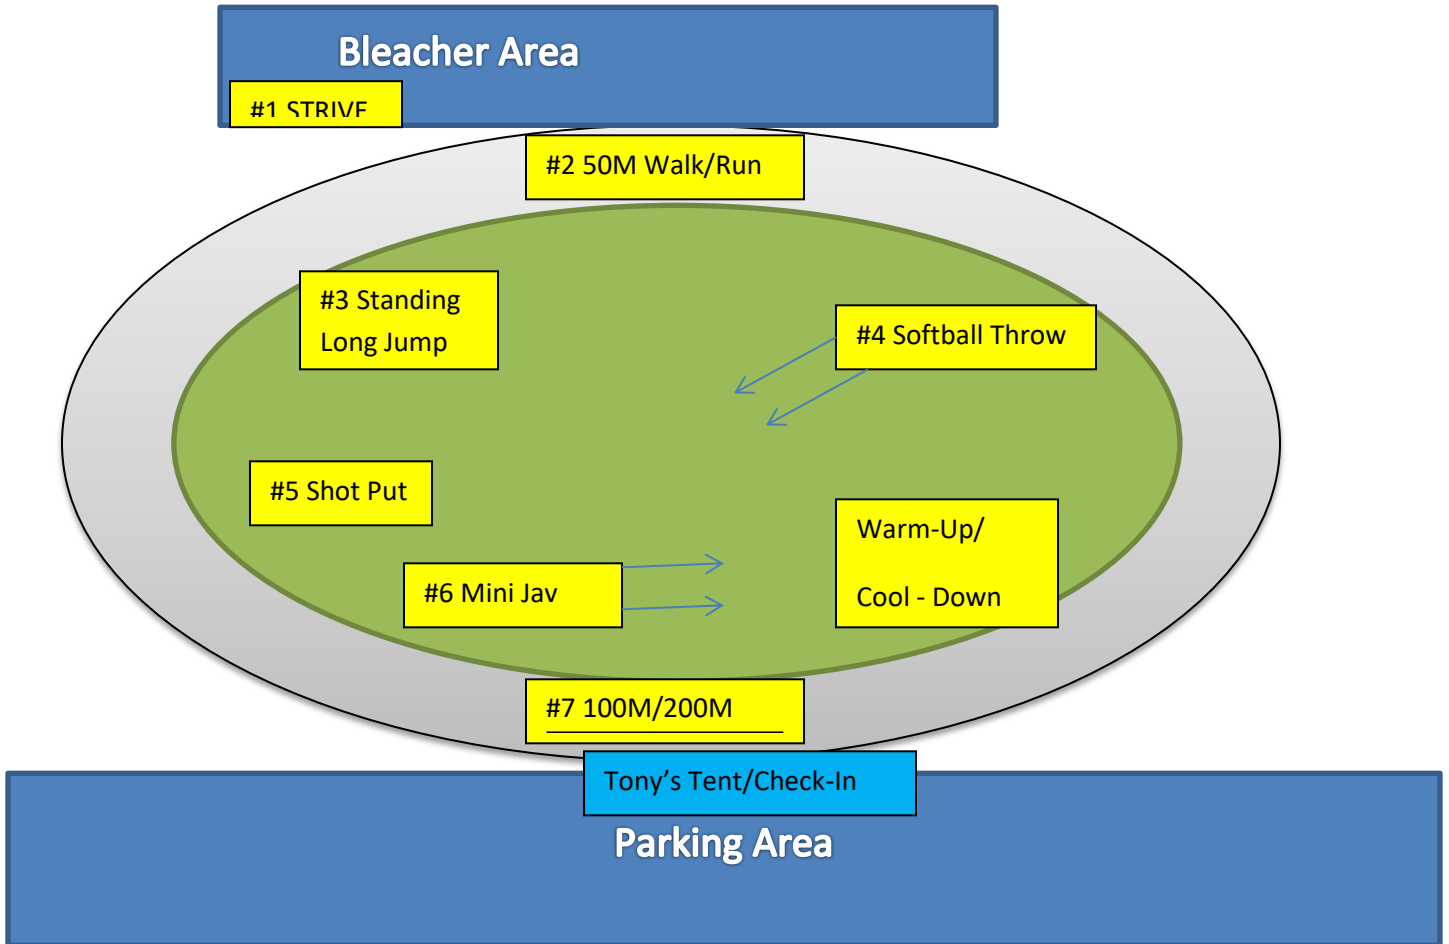 Bleacher Area
#1 STRIVE
#2 50M Walk/Run
#3 Standing
Long Jump
#4 Softball Throw
#5 Shot Put
Warm-Up/
Cool - Down
#6 Mini Jav
#7 100M/200M
Tony’s Tent/Check-In
Parking Area